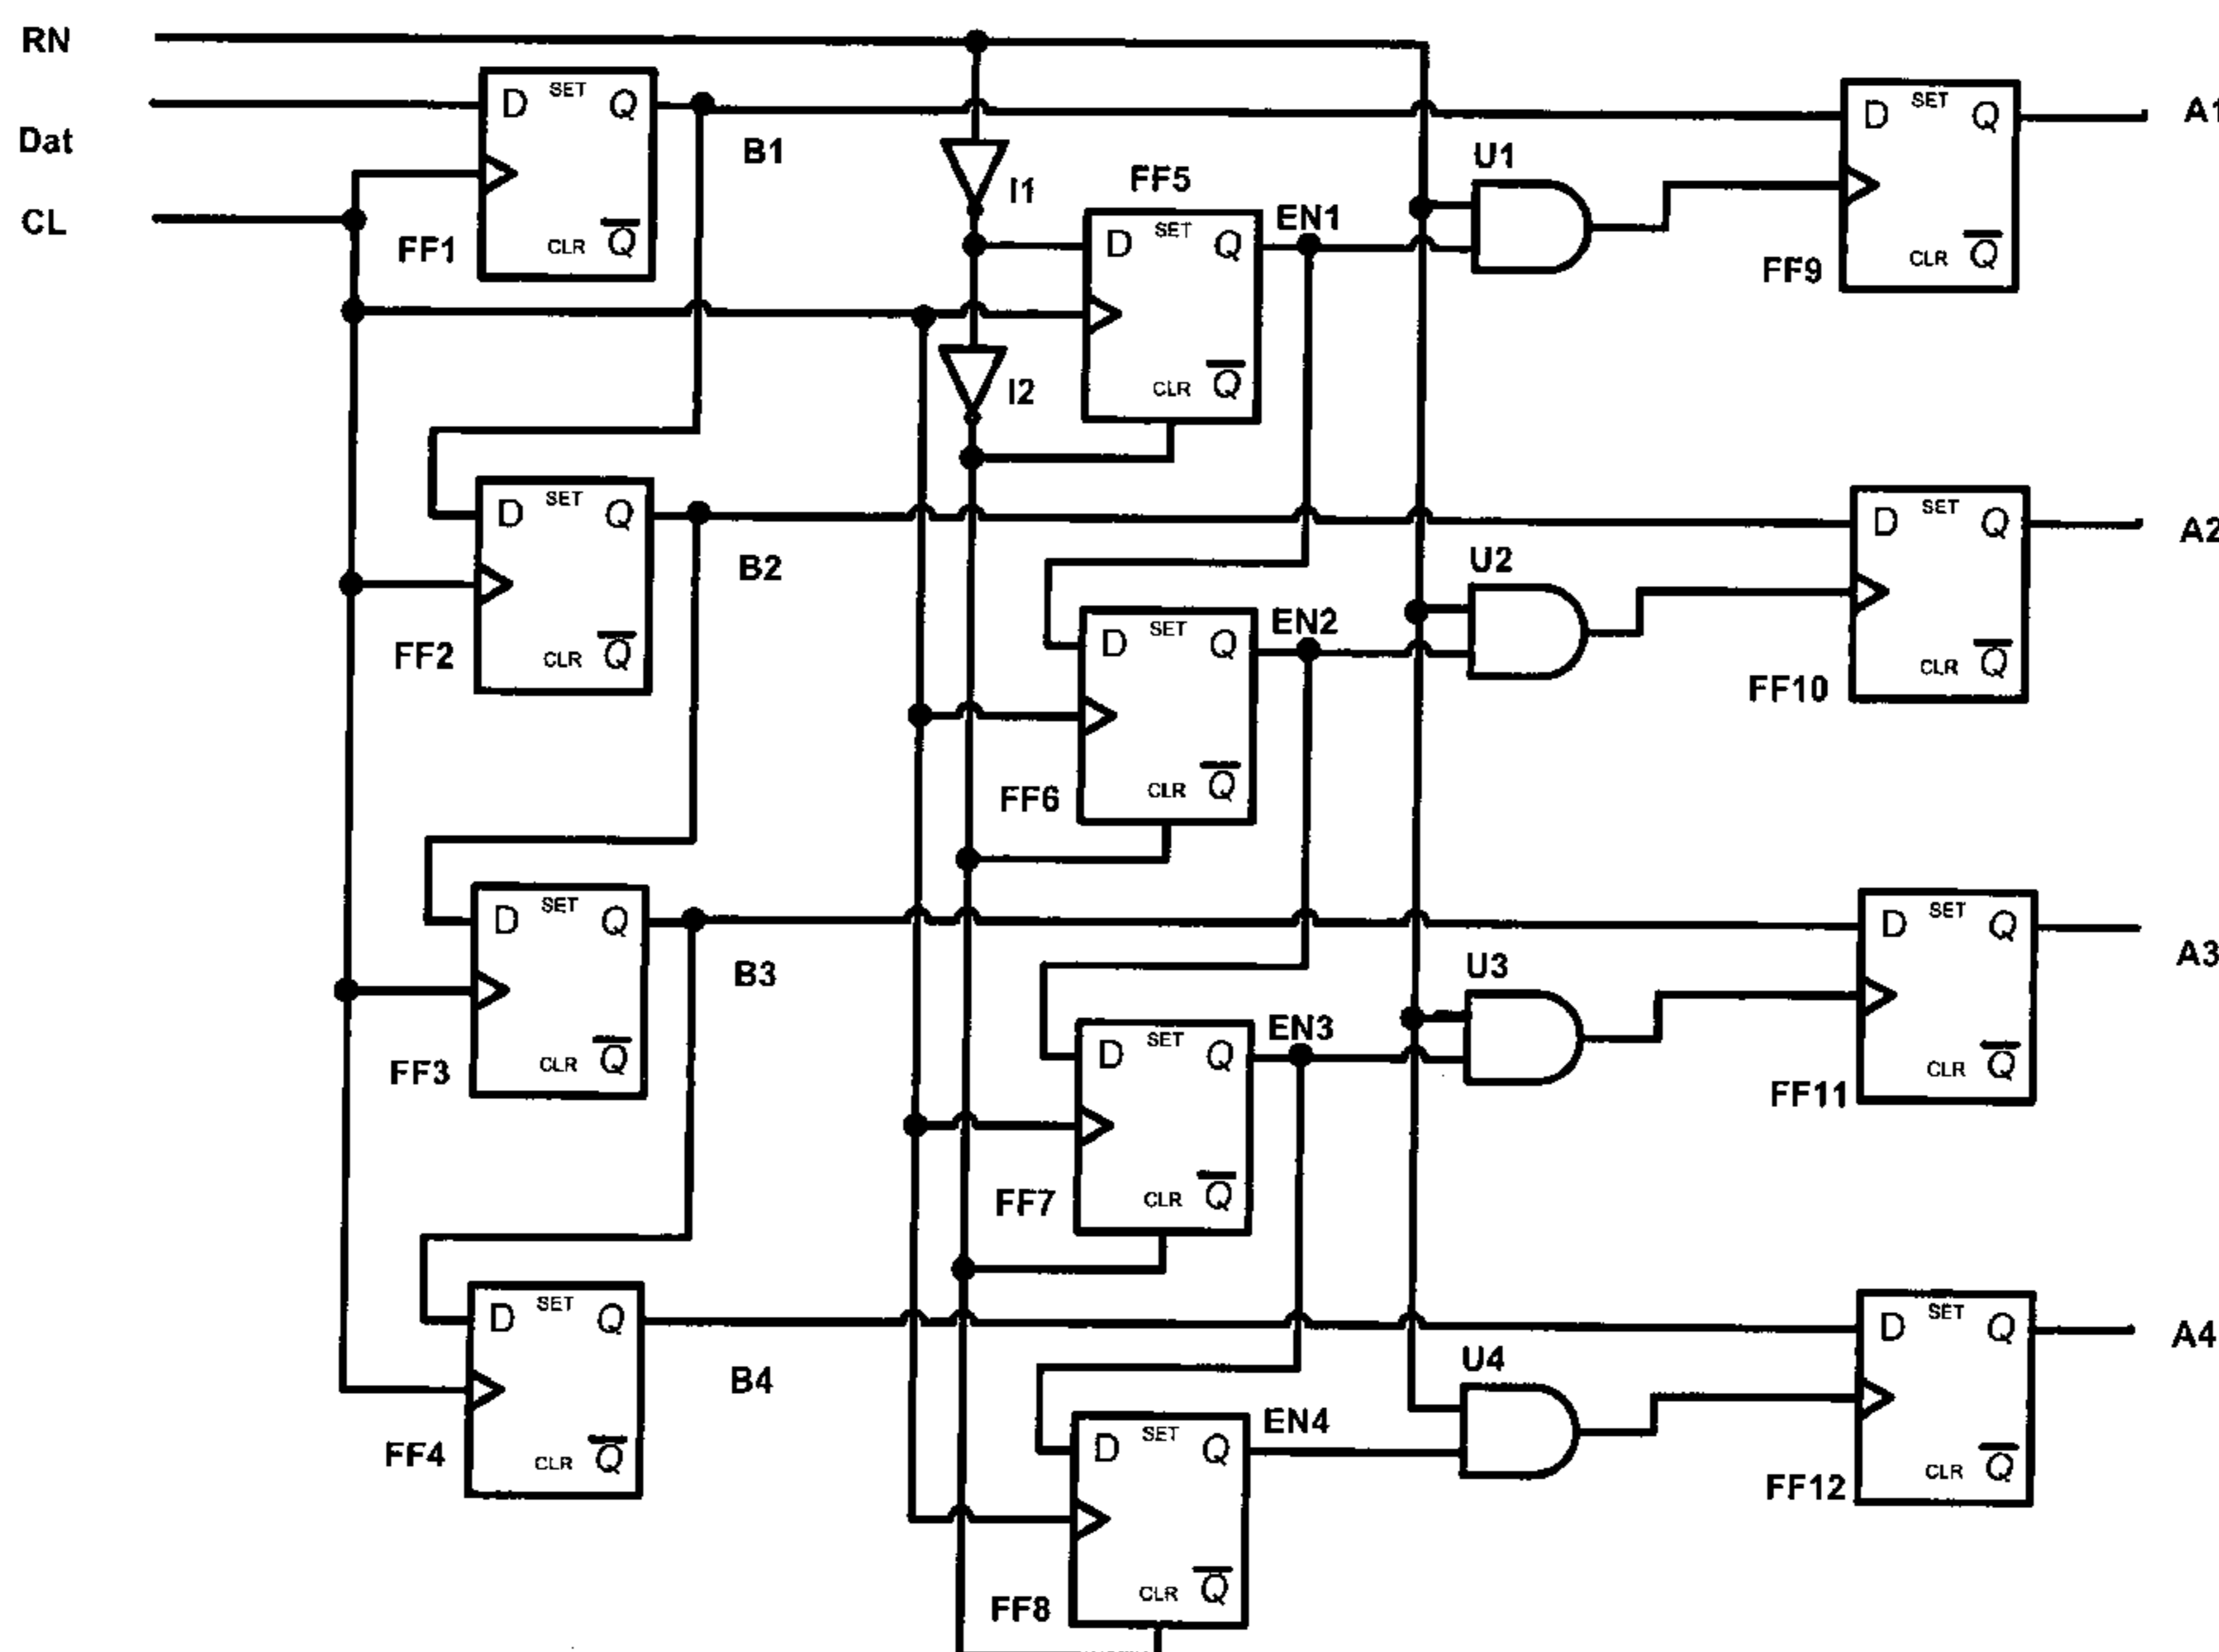 RN
Dat
CL
D SET Q
CLR Q
FF1
B1
I1
FF5
D SET Q
CLR Q
EN1
U1
D SET Q
CLR Q
FF9
A1
I2
D SET Q
CLR Q
FF2
B2
D SET Q
CLR Q
FF6
EN2
U2
D SET Q
CLR Q
FF10
A2
D SET Q
CLR Q
FF3
B3
D SET Q
CLR Q
FF7
EN3
U3
D SET Q
CLR Q
FF11
A3
D SET Q
CLR Q
FF4
B4
D SET Q
CLR Q
FF8
EN4
U4
D SET Q
CLR Q
FF12
A4